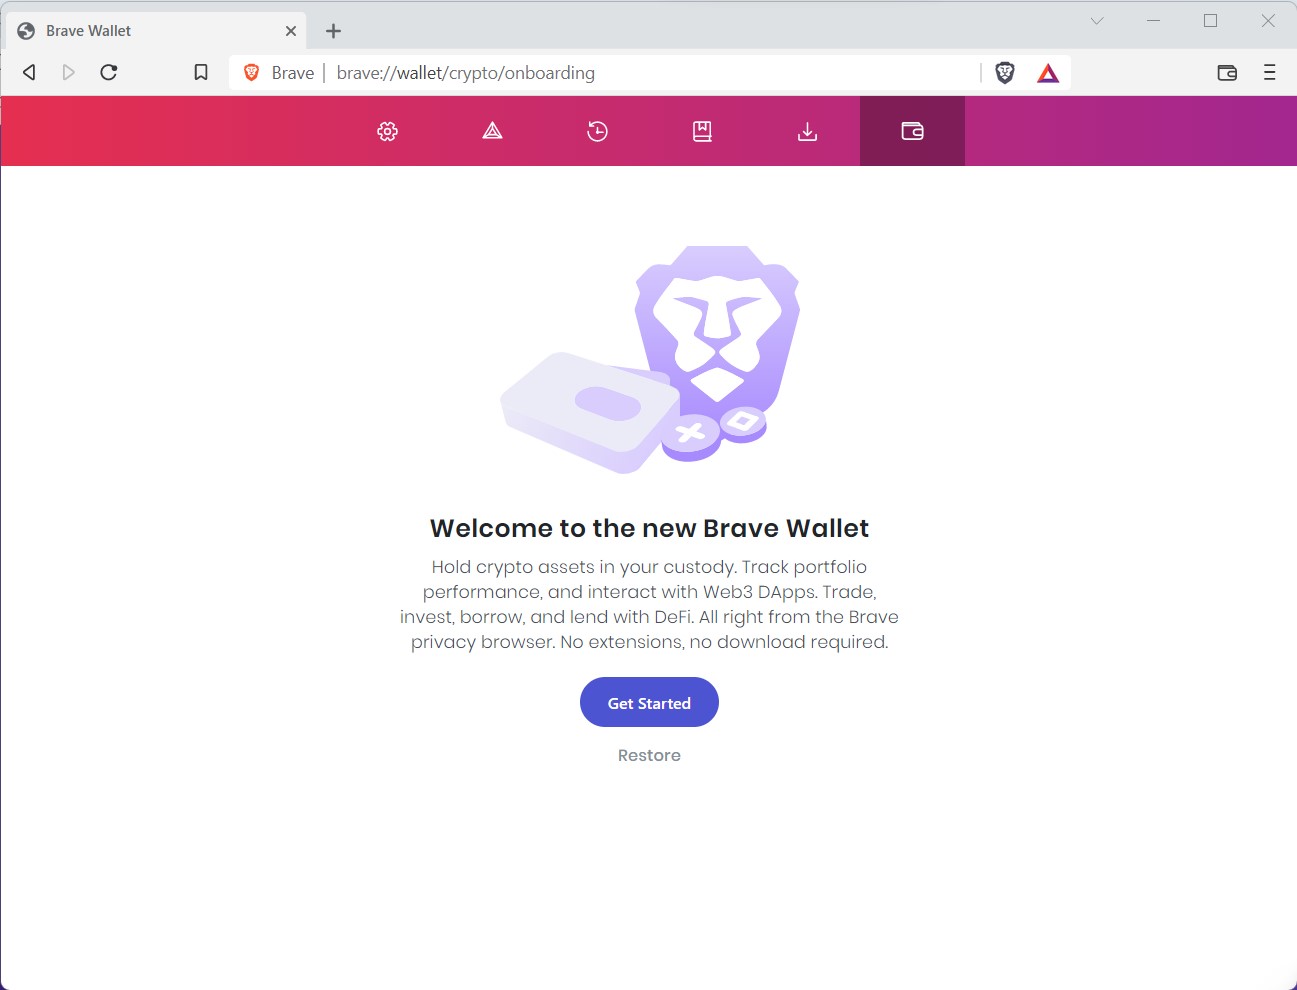 Brave Wallet
Brave | brave://wallet/crypto/onboarding
Welcome to the new Brave Wallet
Hold crypto assets in your custody. Track portfolio
performance, and interact with Web3 DApps. Trade,
invest, borrow, and lend with DeFi. All right from the Brave
privacy browser. No extensions, no download required.
Get Started
Restore